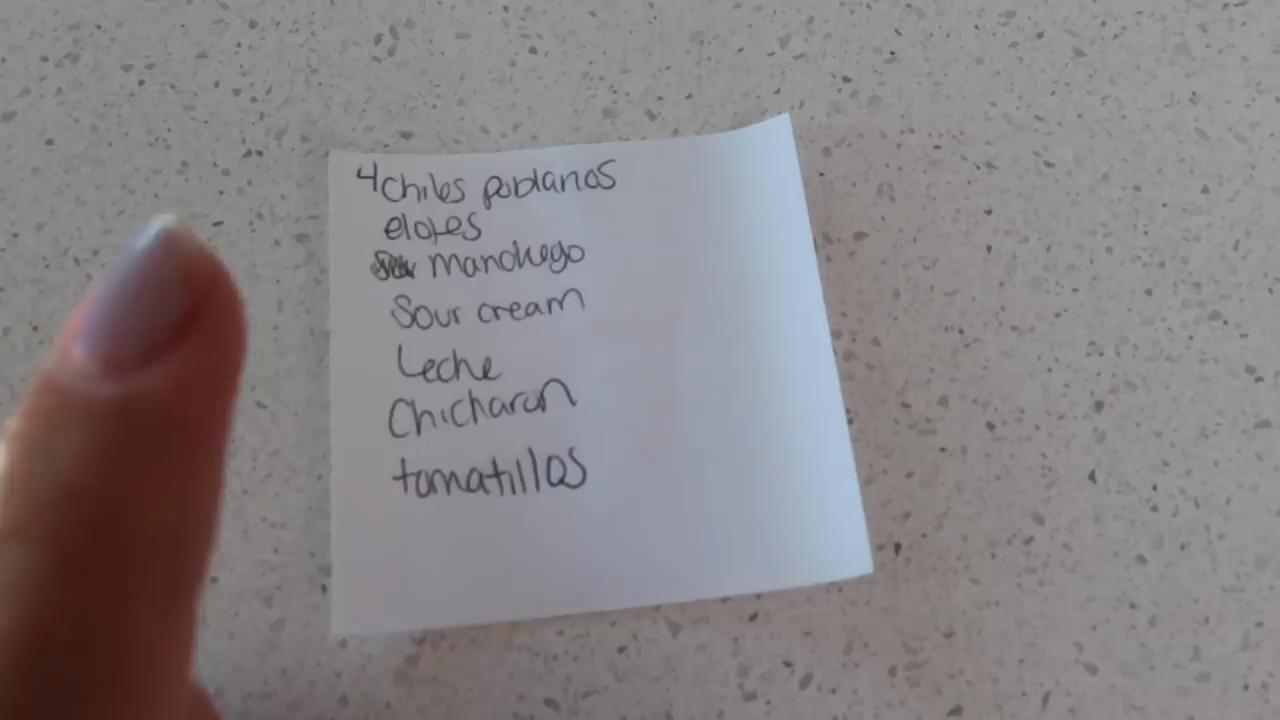 4 chiles poblanos
elotes
manchego
Sour cream
Leche
Chicharon
tomatillos